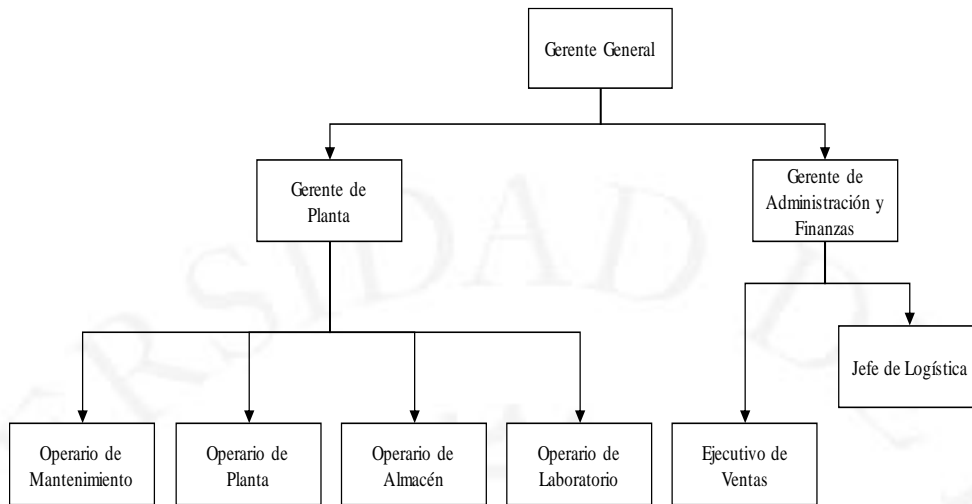 Gerente General
Gerente de
Planta
Gerente de
Administración y
Finanzas
Jefe de Logística
Operario de
Mantenimiento
Operario de
Planta
Operario de
Almacén
Operario de
Laboratorio
Ejecutivo de
Ventas
ERSIDAD D